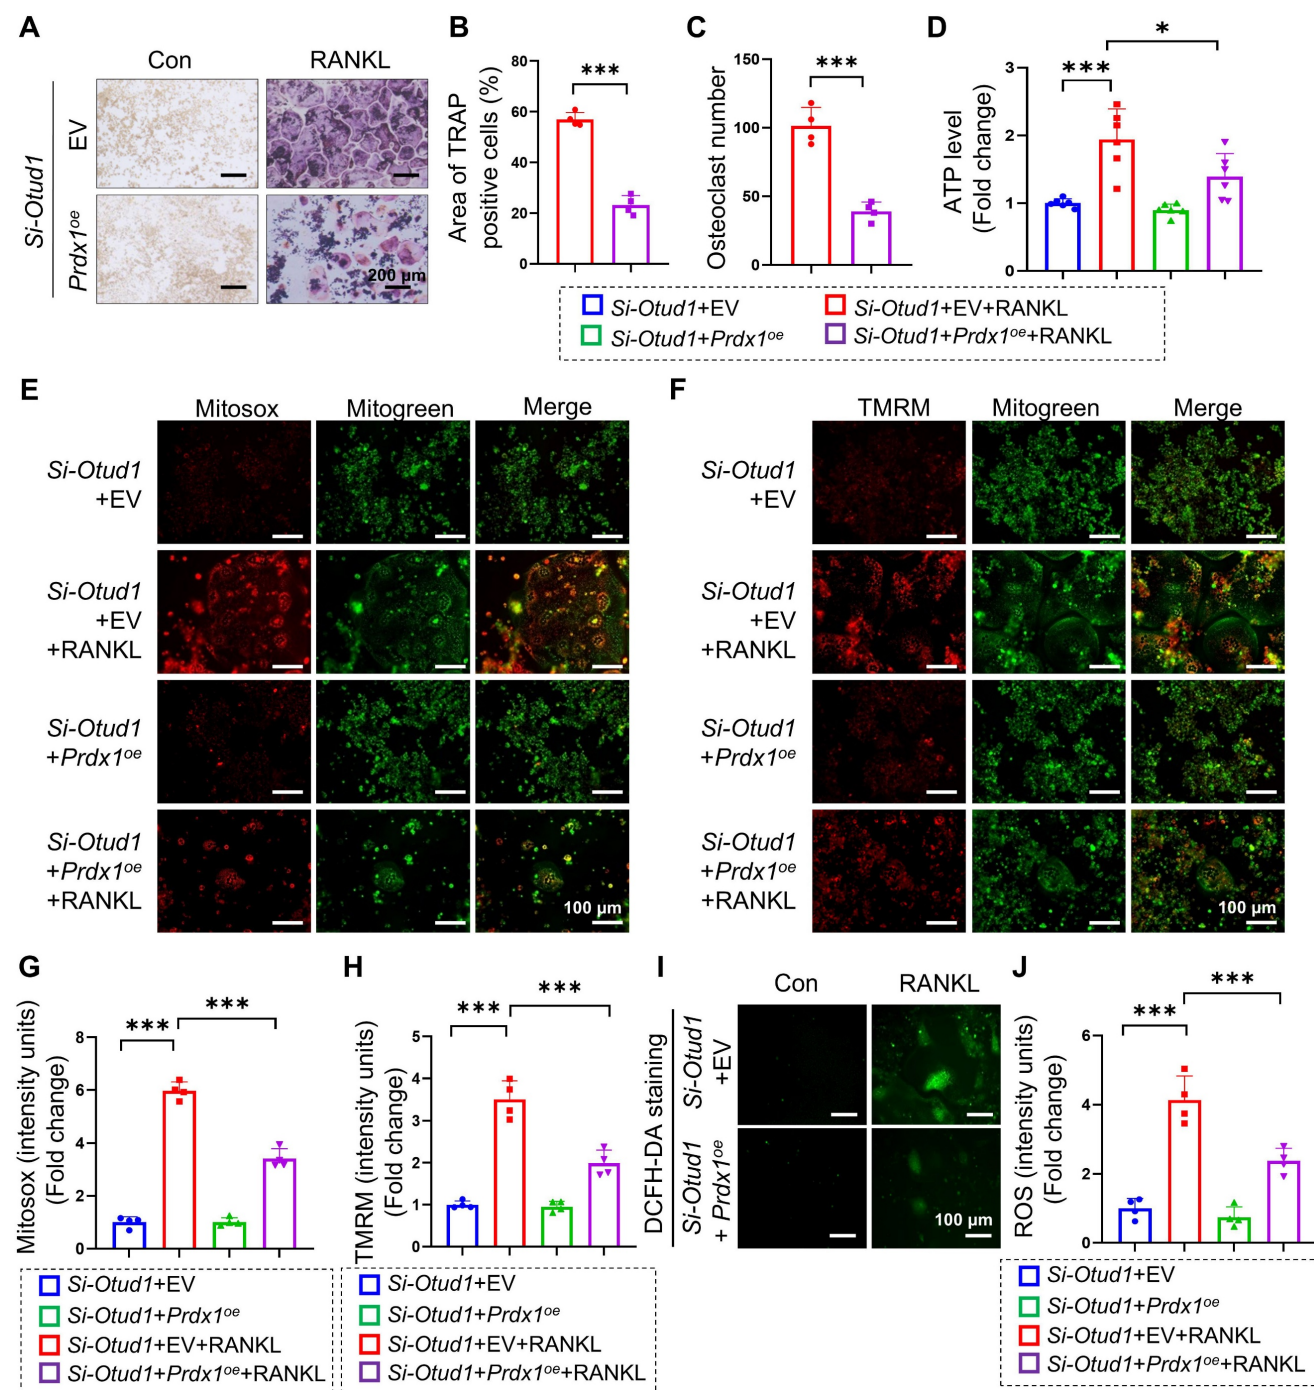 A
Con
RANKL
Si-Otud1
EV
Prdx1oe
200 µm
B
Area of TRAP
positive cells (%)
80
60
40
20
0
***
C
Osteoclast number
150
100
50
0
***
D
ATP level
(Fold change)
3
2
1
0
***
*
Si-Otud1+EV
Si-Otud1+EV+RANKL
Si-Otud1+Prdx1oe
Si-Otud1+Prdx1oe+RANKL
E
Mitosox
Mitogreen
Merge
Si-Otud1
+EV
Si-Otud1
+EV
+RANKL
Si-Otud1
+Prdx1oe
Si-Otud1
+Prdx1oe
+RANKL
100 µm
F
TMRM
Mitogreen
Merge
Si-Otud1
+EV
Si-Otud1
+EV
+RANKL
Si-Otud1
+Prdx1oe
Si-Otud1
+Prdx1oe
+RANKL
100 µm
G
Mitosox (intensity units)
(Fold change)
8
6
4
2
0
***
***
Si-Otud1+EV
Si-Otud1+Prdx1oe
Si-Otud1+EV+RANKL
Si-Otud1+Prdx1oe+RANKL
H
TMRM (intensity units)
(Fold change)
5
4
3
2
1
0
***
***
Si-Otud1+EV
Si-Otud1+Prdx1oe
Si-Otud1+EV+RANKL
Si-Otud1+Prdx1oe+RANKL
I
Con
RANKL
DCFH-DA staining
Si-Otud1
+EV
Si-Otud1
+ Prdx1oe
100 µm
J
ROS (intensity units)
(Fold change)
6
4
2
0
***
***
Si-Otud1+EV
Si-Otud1+Prdx1oe
Si-Otud1+EV+RANKL
Si-Otud1+Prdx1oe+RANKL